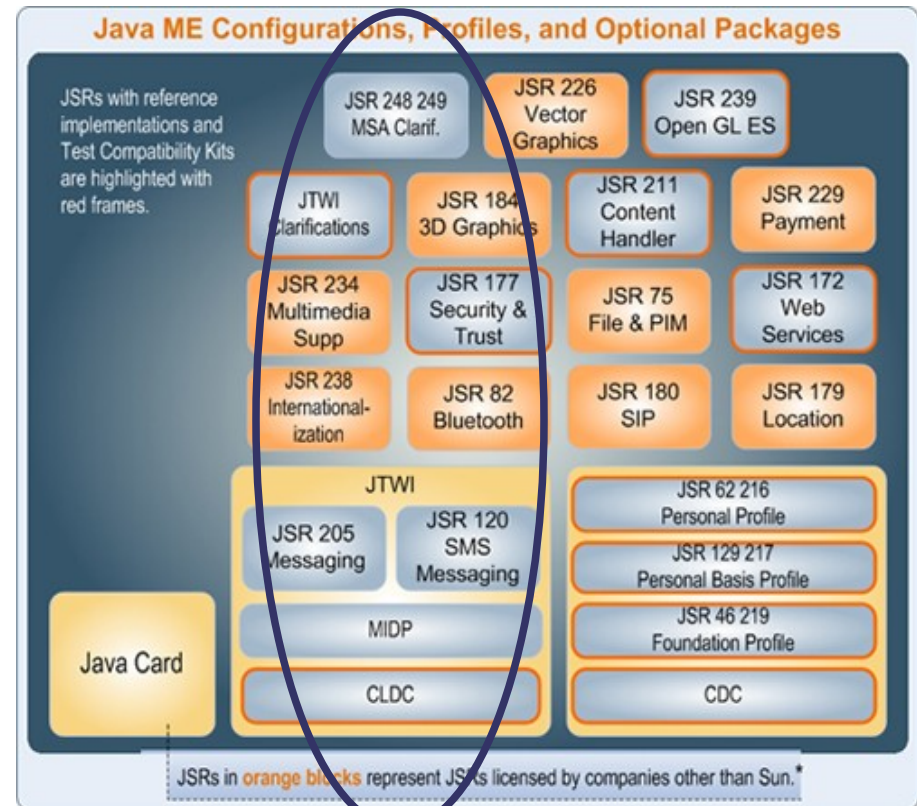 Java ME Configurations, Profiles, and Optional Packages
JSRs with reference
implementations and
Test Compatibility Kits
are highlighted with
red frames.
JSR 248 249
MSA Clarif.
JSR 226
Vector
Graphics
JSR 239
Open GL ES
JTWI
Clarifications
JSR 184
3D Graphics
JSR 211
Content
Handler
JSR 229
Payment
JSR 234
Multimedia
Supp
JSR 177
Security &
Trust
JSR 75
File & PIM
JSR 172
Web
Services
JSR 238
International-
ization
JSR 82
Bluetooth
JSR 180
SIP
JSR 179
Location
JTWI
JSR 205
Messaging
JSR 120
SMS
Messaging
MIDP
CLDC
JSR 62 216
Personal Profile
JSR 129 217
Personal Basis Profile
JSR 46 219
Foundation Profile
CDC
Java Card
JSRs in orange blocks represent JSRs licensed by companies other than Sun.*